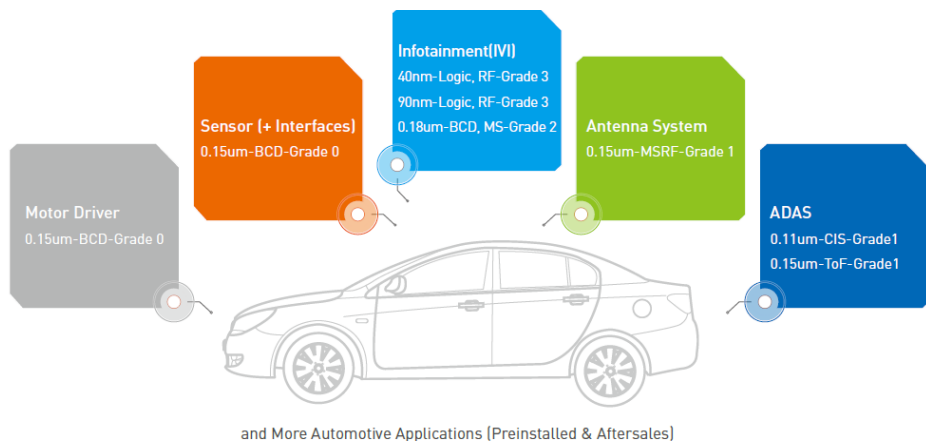 Infotainment(IVI)
40nm-Logic, RF-Grade 3
90nm-Logic, RF-Grade 3
0.18um-BCD, MS-Grade 2
Sensor (+ Interfaces)
0.15um-BCD-Grade 0
Antenna System
0.15um-MSRF-Grade 1
Motor Driver
0.15um-BCD-Grade 0
ADAS
0.11um-CIS-Grade1
0.15um-ToF-Grade1
and More Automotive Applications (Preinstalled & Aftersales)